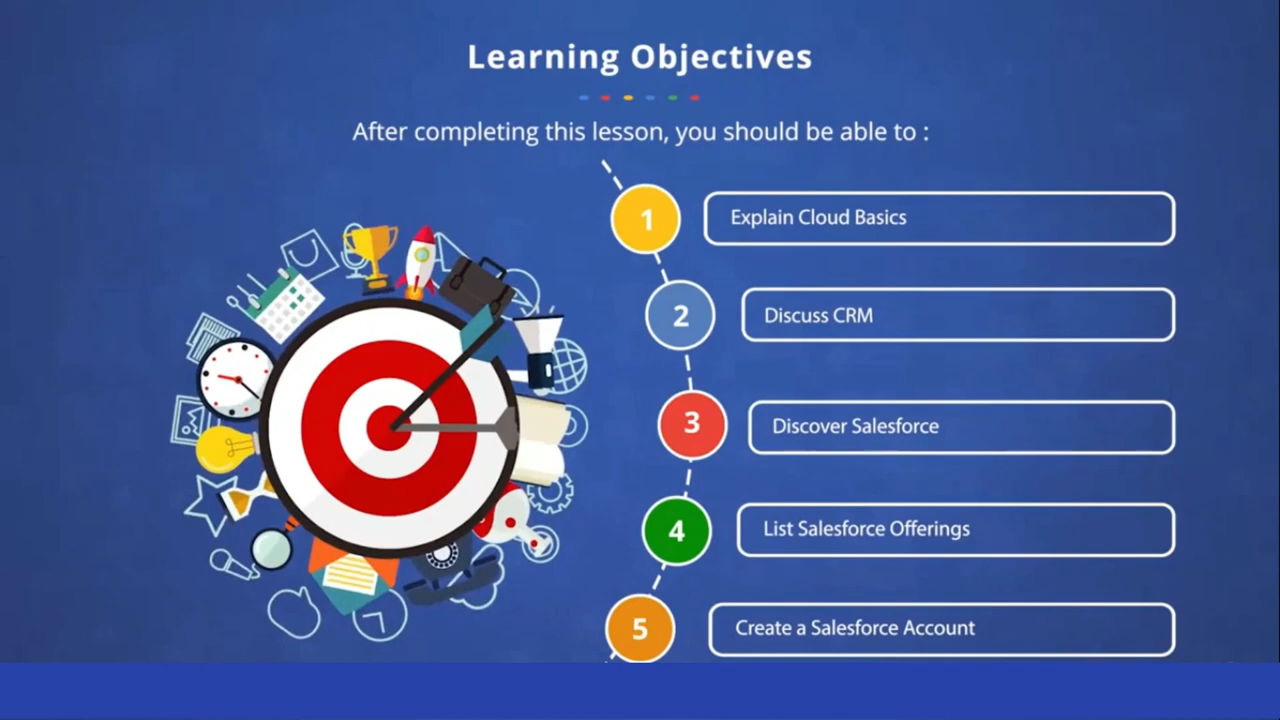 Learning Objectives
After completing this lesson, you should be able to :
1
Explain Cloud Basics
2
Discuss CRM
3
Discover Salesforce
4
List Salesforce Offerings
5
Create a Salesforce Account